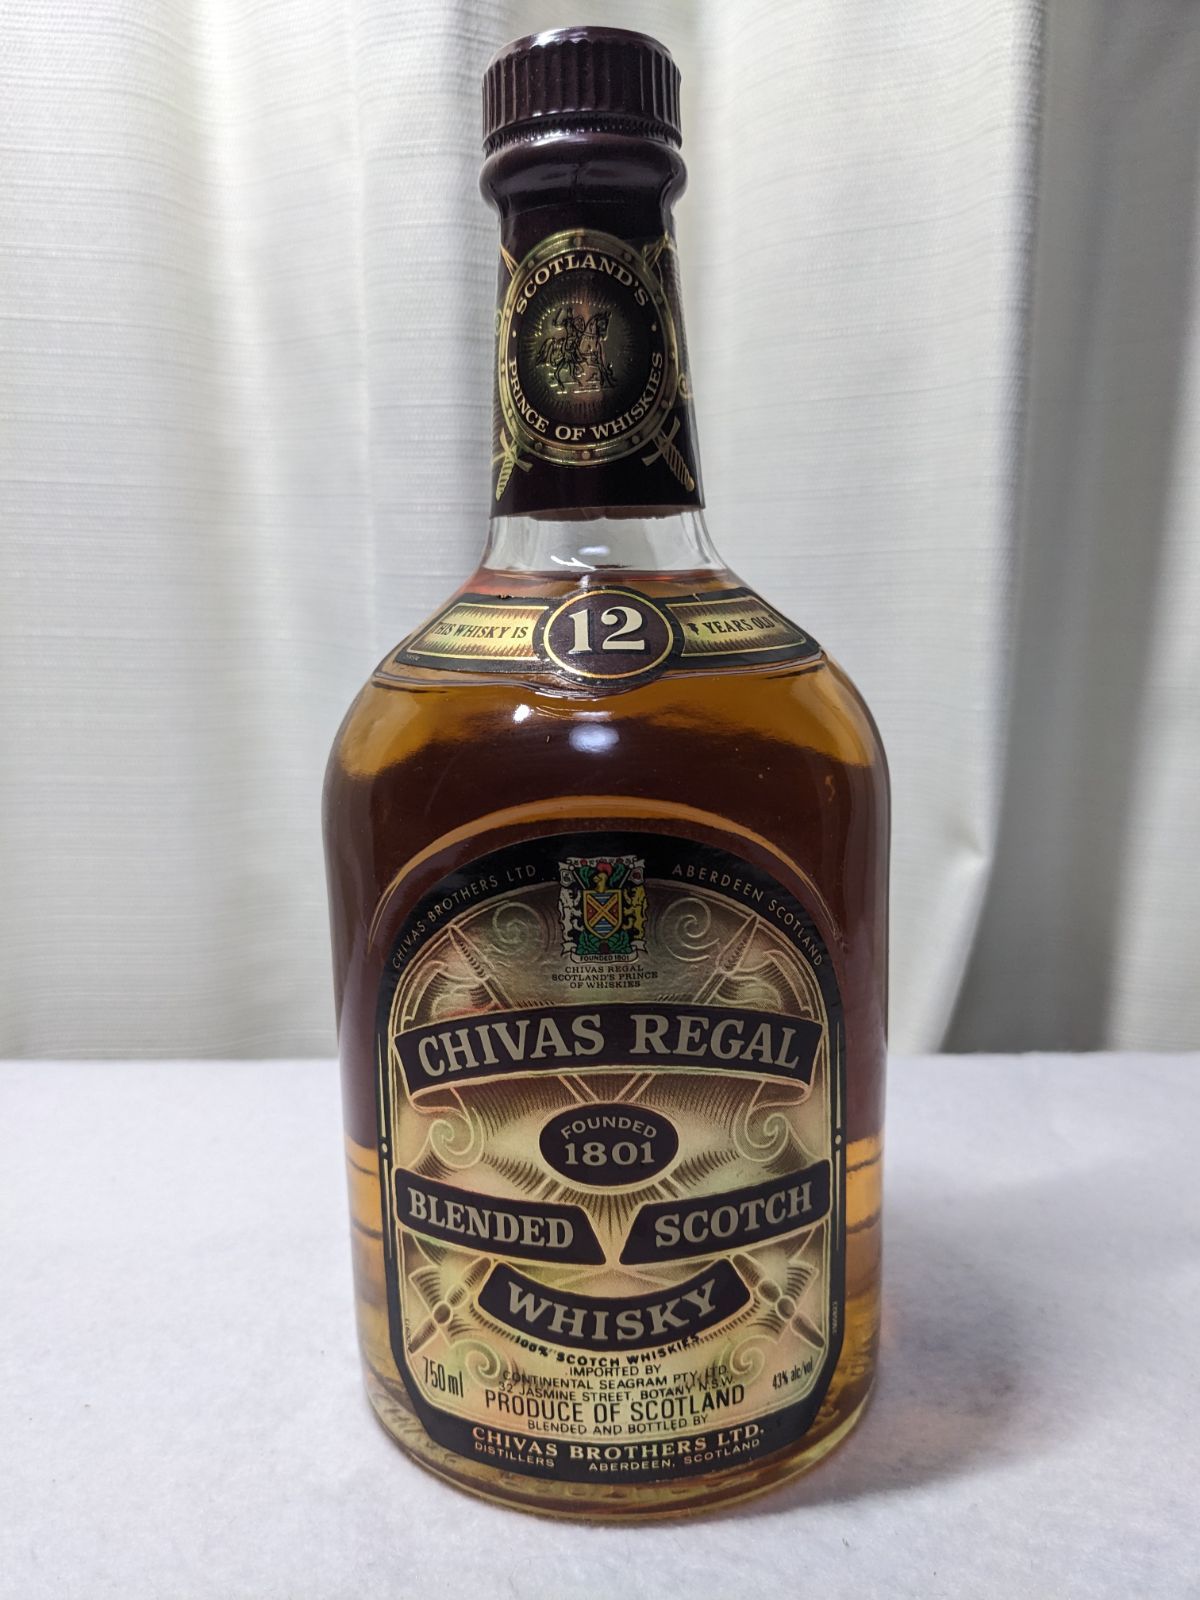 SCOTLAND'S
PRINCE OF WHISKIES
THIS WHISKY IS 12 YEARS OLD
CHIVAS BROTHERS LTD ABERDEEN SCOTLAND
FOUNDED 1801
CHIVAS REGAL
SCOTLAND'S PRINCE
OF WHISKIES
CHIVAS REGAL
FOUNDED
1801
BLENDED SCOTCH
WHISKY
100% SCOTCH WHISKIES
IMPORTED BY
CONTINENTAL SEAGRAM PTY. LTD.
32 JASMINE STREET, BOTANY N.S.W
750 ml
43% alc/vol
PRODUCE OF SCOTLAND
BLENDED AND BOTTLED BY
CHIVAS BROTHERS LTD.
DISTILLERS ABERDEEN, SCOTLAND